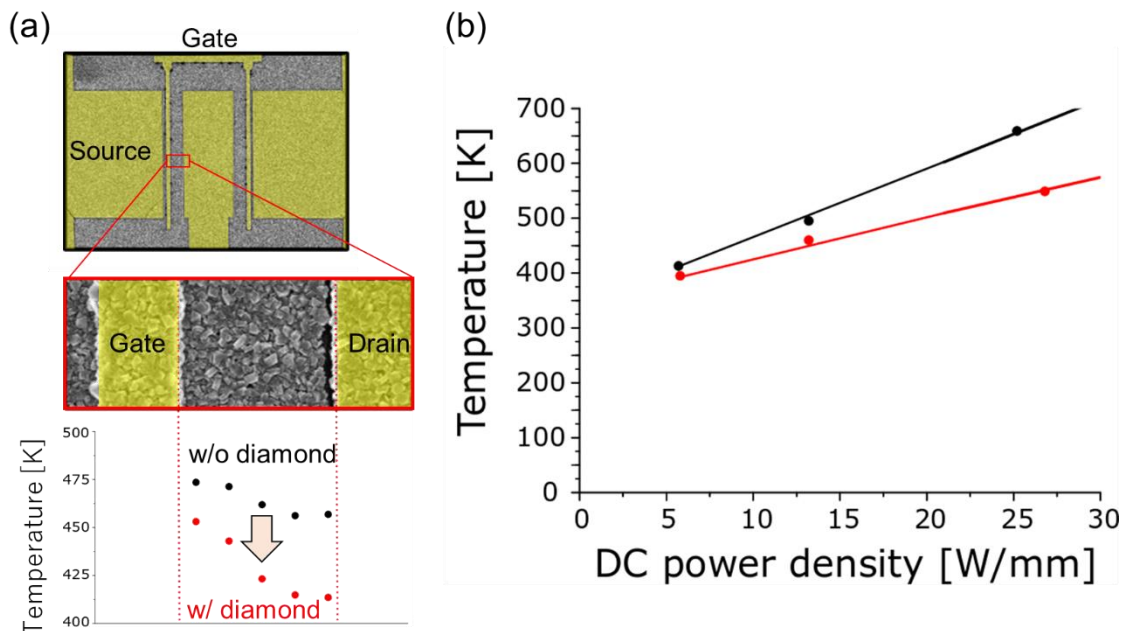 (a)
Gate
Source
Gate
Drain
Temperature [K]
500
475
450
425
400
w/o diamond
w/ diamond
(b)
Temperature [K]
700
600
500
400
300
200
100
0
0 5 10 15 20 25 30
DC power density [W/mm]